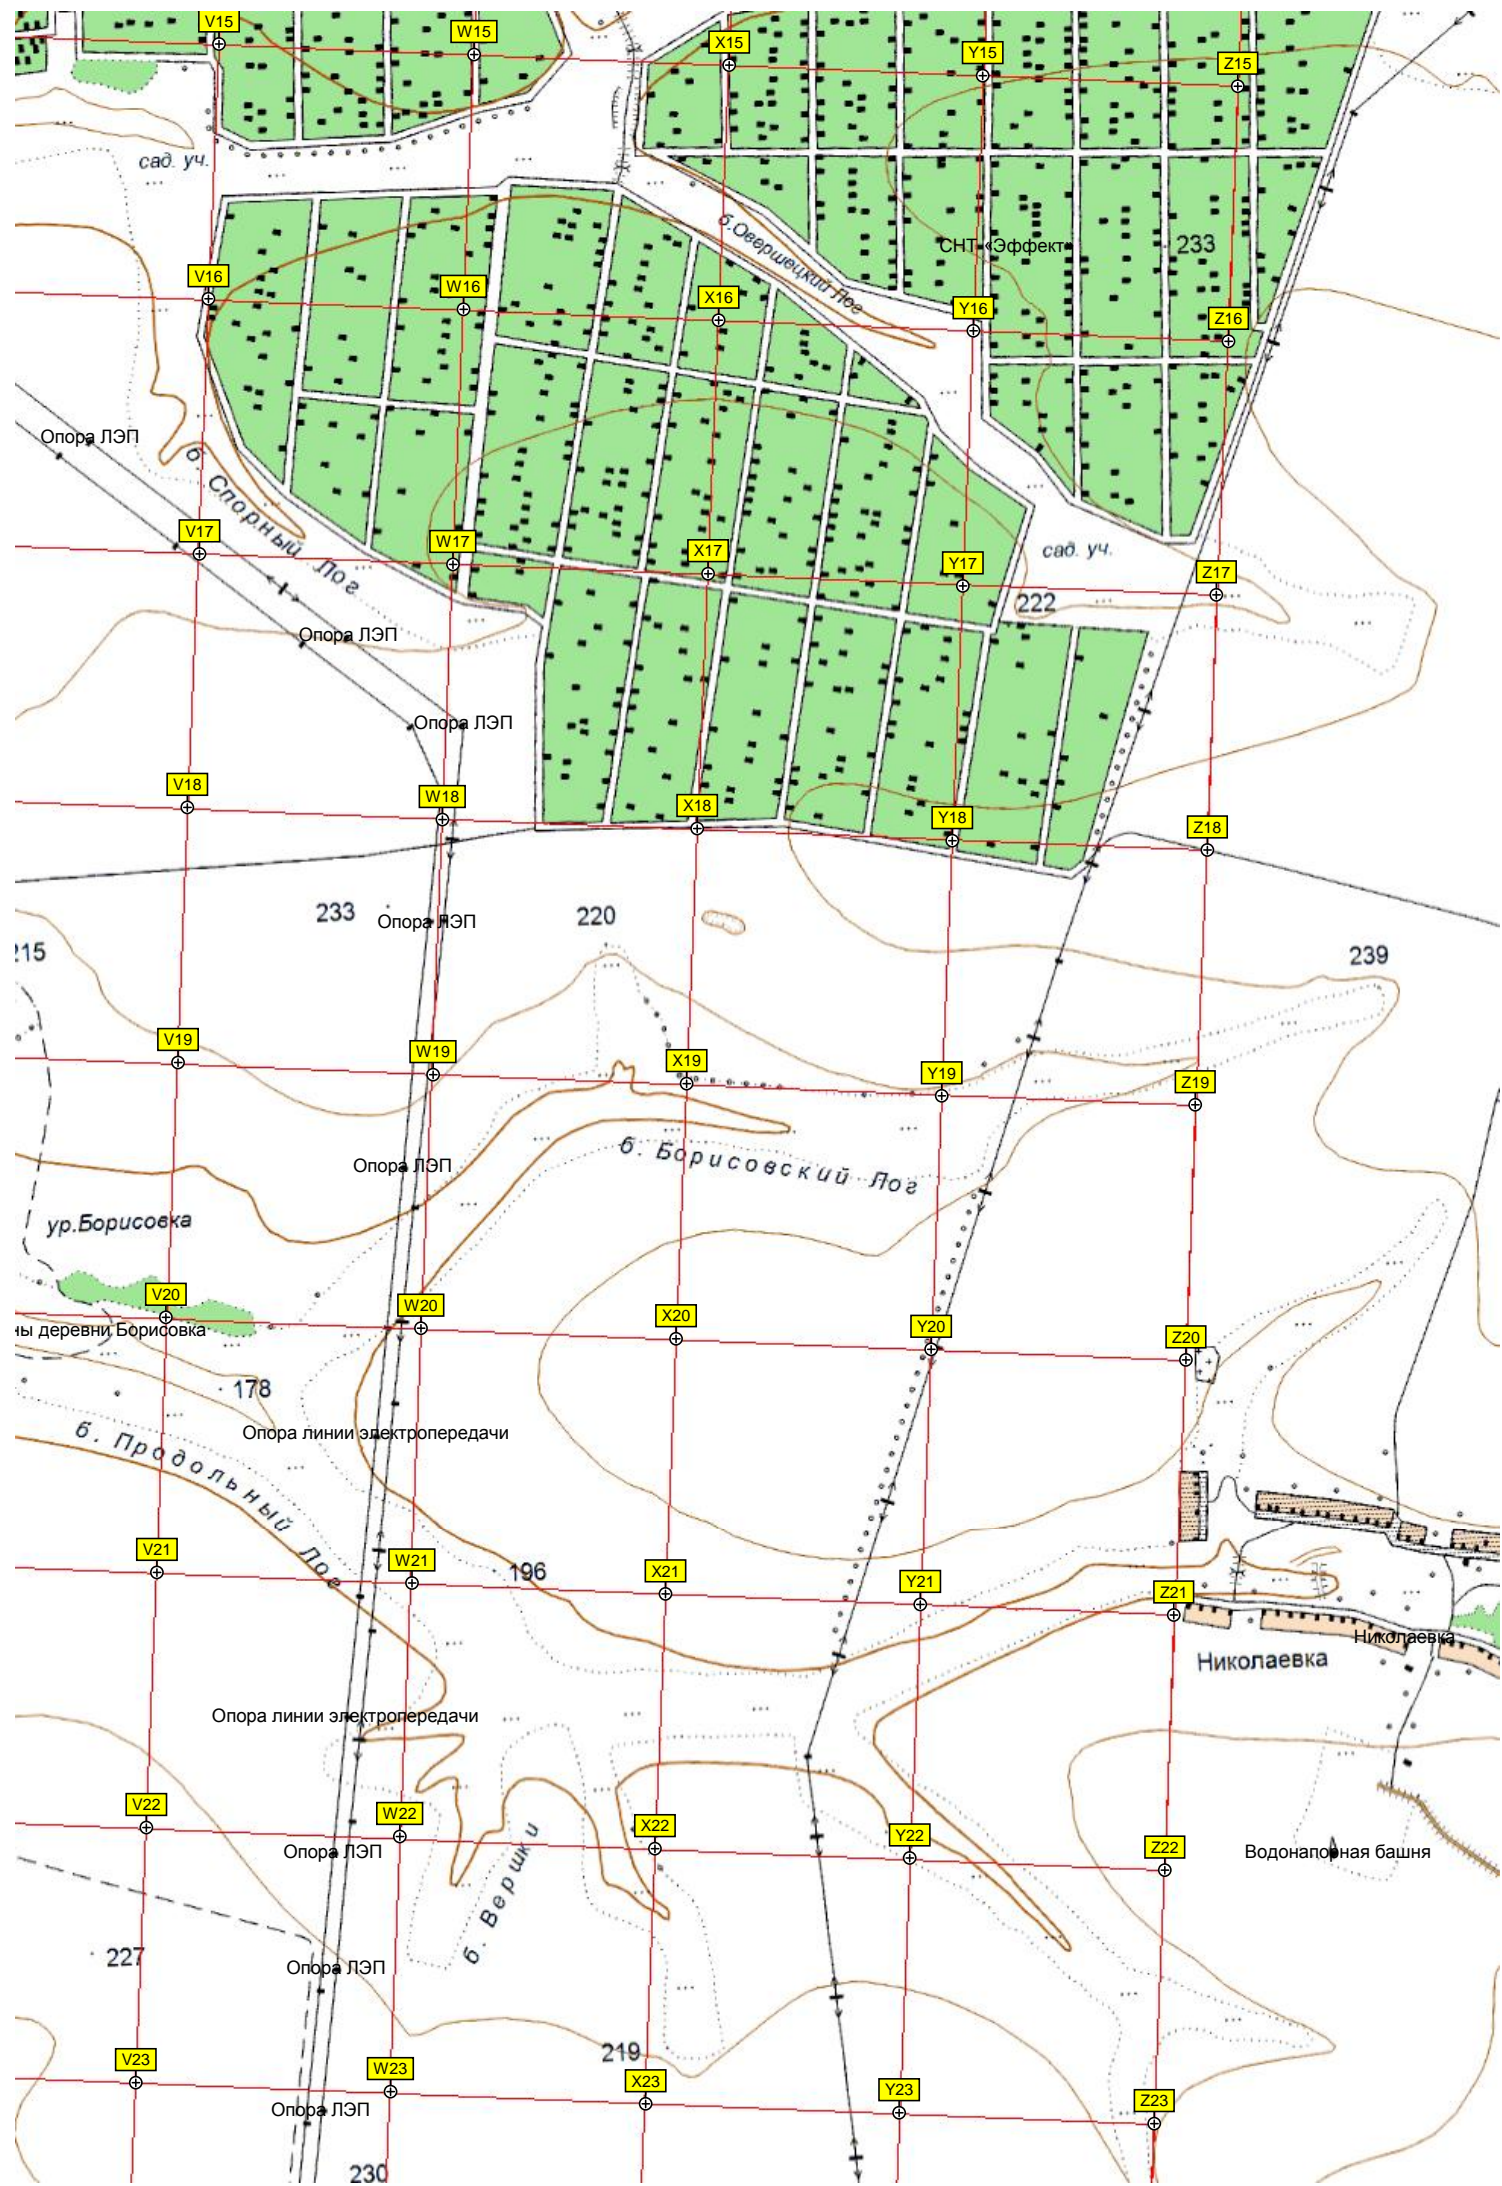 V15
W15
X15
Y15
Z15
сад. уч.
б.Овершецкий Лог
СНТ «Эффект»
233
V16
W16
X16
Y16
Z16
Опора ЛЭП
б. Спорный Лог
V17
W17
X17
Y17
Z17
сад. уч.
222
Опора ЛЭП
Опора ЛЭП
V18
W18
X18
Y18
Z18
233
Опора ЛЭП
220
215
239
V19
W19
X19
Y19
Z19
б. Борисовский Лог
Опора ЛЭП
ур.Борисовка
V20
W20
X20
Y20
Z20
ны деревни Борисовка
178
б. Продольный Лог
Опора линии электропередачи
V21
W21
X21
Y21
Z21
196
Николаевка
Николаевка
Опора линии электропередачи
V22
W22
X22
Y22
Z22
Опора ЛЭП
б. Вершки
Водонапорная башня
227
Опора ЛЭП
219
V23
W23
X23
Y23
Z23
Опора ЛЭП
230